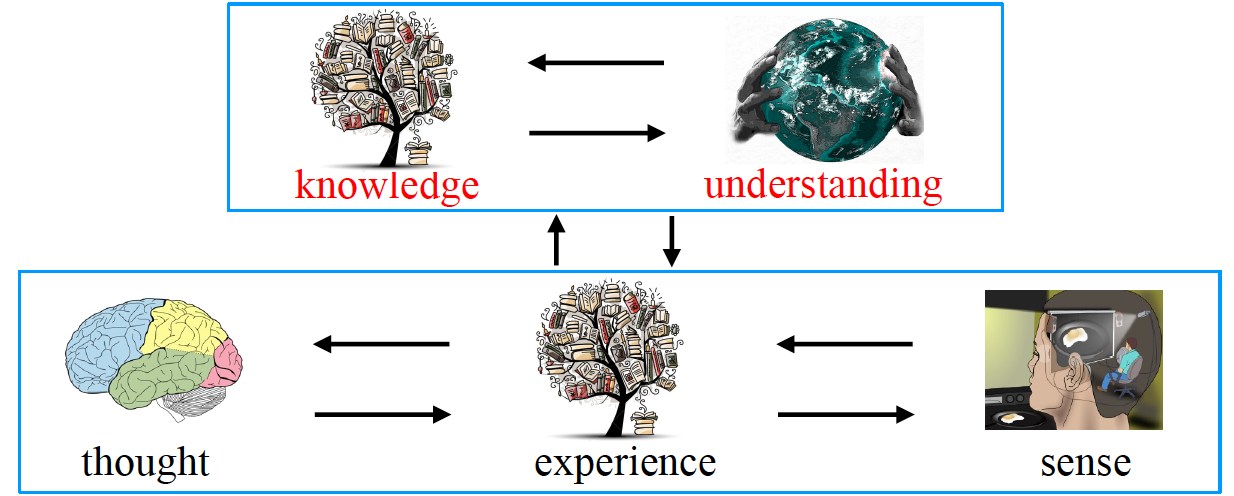 knowledge
understanding
thought
experience
sense